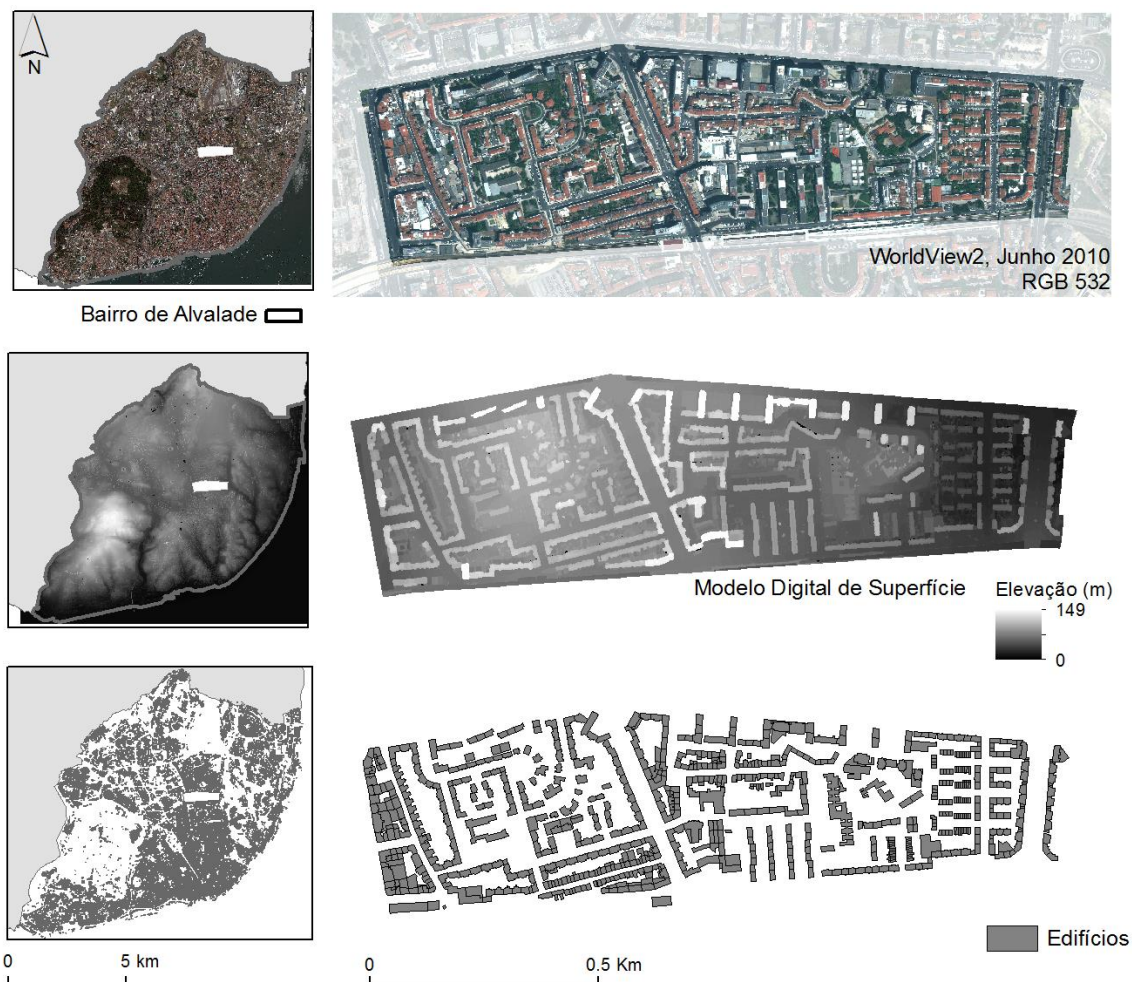 N
WorldView2, Junho 2010
RGB 532
Bairro de Alvalade
Modelo Digital de Superfície
Elevação (m)
149
0
Edifícios
0 5 km
0 0.5 Km